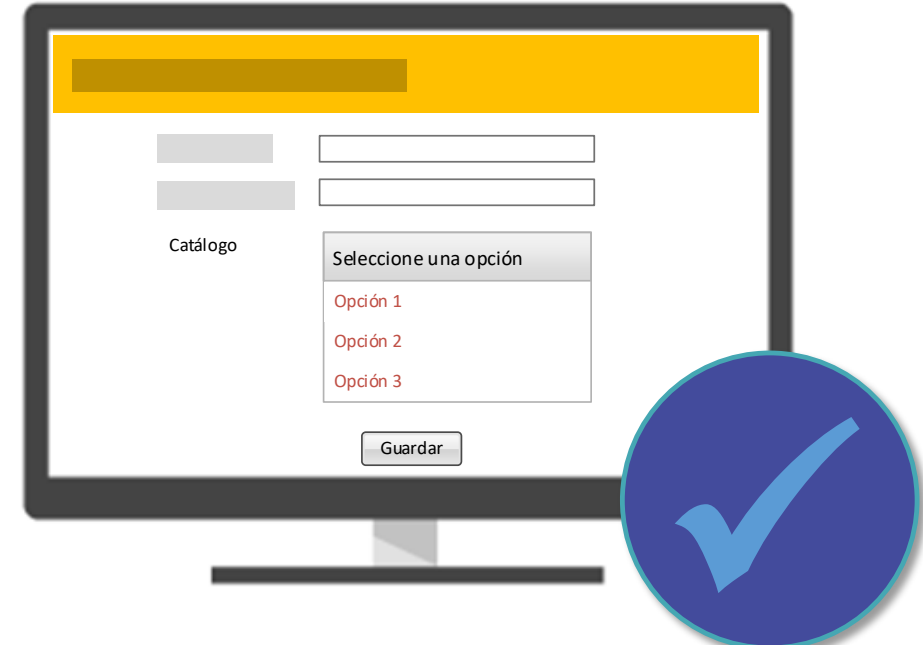 Catálogo
Seleccione una opción
Opción 1
Opción 2
Opción 3
Guardar